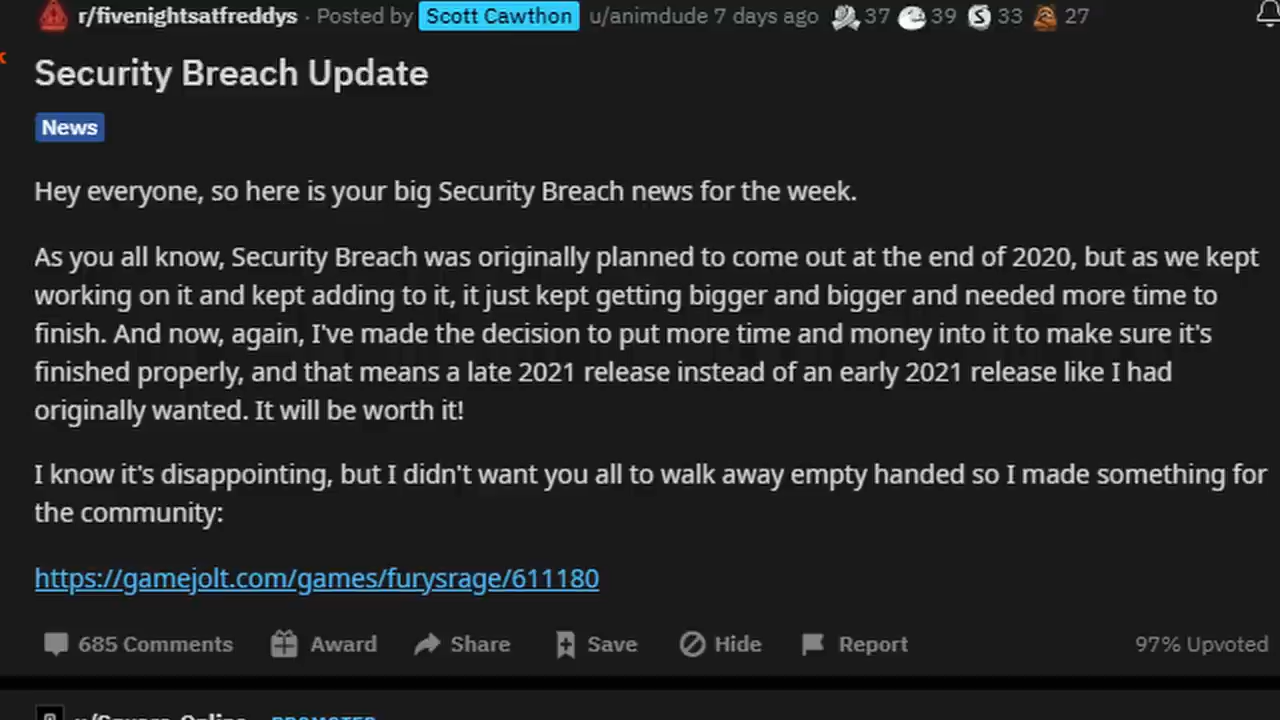 r/fivenightsatfreddys · Posted by Scott Cawthon u/animdude 7 days ago 37 39 33 27
Security Breach Update
News
Hey everyone, so here is your big Security Breach news for the week.
As you all know, Security Breach was originally planned to come out at the end of 2020, but as we kept
working on it and kept adding to it, it just kept getting bigger and bigger and needed more time to
finish. And now, again, I've made the decision to put more time and money into it to make sure it's
finished properly, and that means a late 2021 release instead of an early 2021 release like I had
originally wanted. It will be worth it!
I know it's disappointing, but I didn't want you all to walk away empty handed so I made something for
the community:
https://gamejolt.com/games/furysrage/611180
685 Comments Award Share Save Hide Report 97% Upvoted